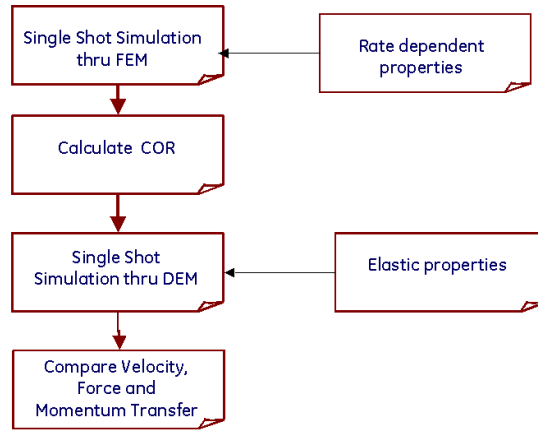 Single Shot Simulation
thru FEM
Rate dependent
properties
Calculate COR
Single Shot
Simulation thru DEM
Elastic properties
Compare Velocity,
Force and
Momentum Transfer